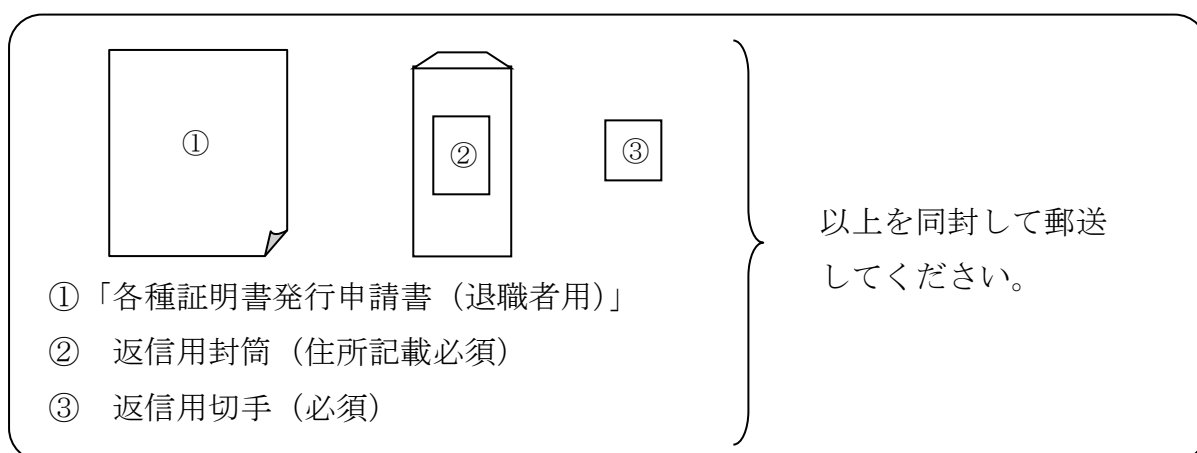 ①
②
③
①「各種証明書発行申請書（退職者用）」
②　返信用封筒（住所記載必須）
③　返信用切手（必須）
以上を同封して郵送
してください。